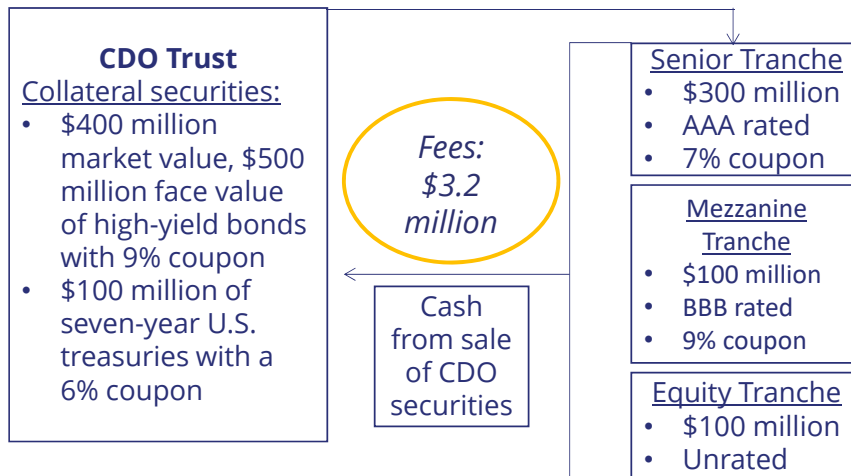 CDO Trust
Collateral securities:
• $400 million
market value, $500
million face value
of high-yield bonds
with 9% coupon
• $100 million of
seven-year U.S.
treasuries with a
6% coupon
Fees:
$3.2
million
Cash
from sale
of CDO
securities
Senior Tranche
• $300 million
• AAA rated
• 7% coupon
Mezzanine
Tranche
• $100 million
• BBB rated
• 9% coupon
Equity Tranche
• $100 million
• Unrated